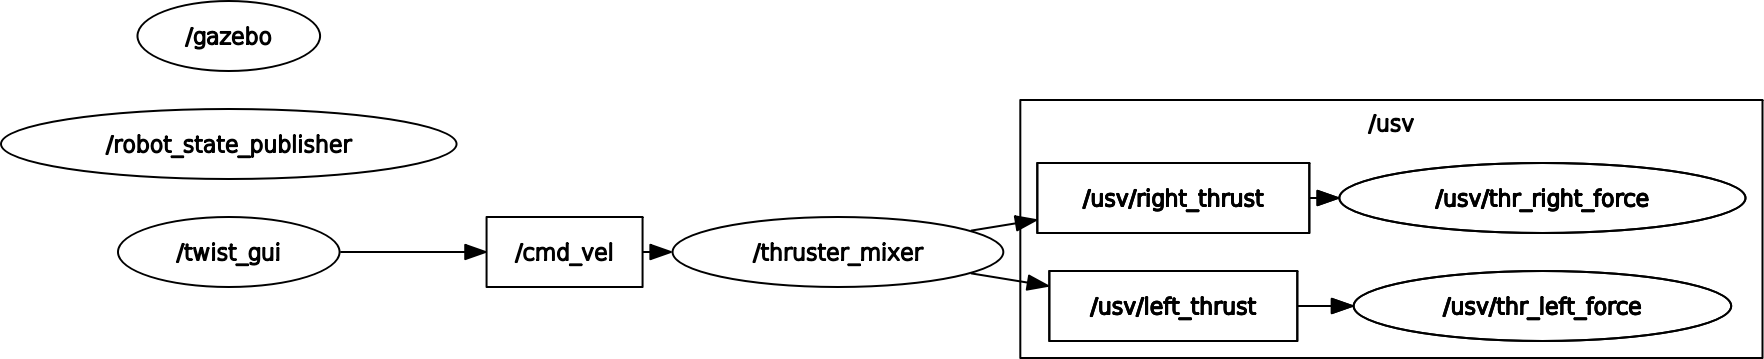 /gazebo
/robot_state_publisher
/usv
/usv/right_thrust
/usv/thr_right_force
/twist_gui
/cmd_vel
/thruster_mixer
/usv/left_thrust
/usv/thr_left_force